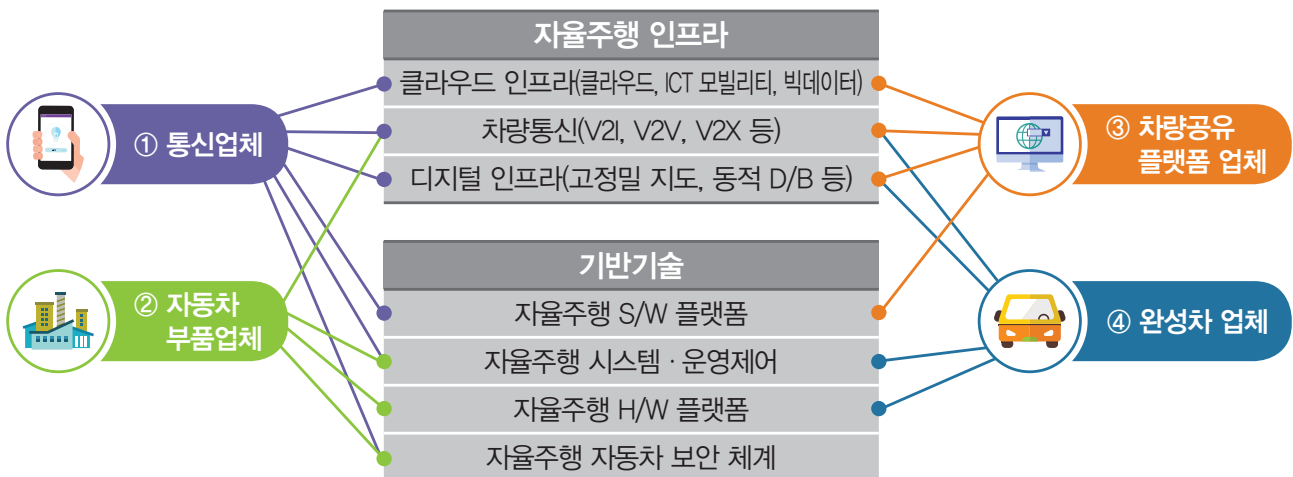 자율주행 인프라
클라우드 인프라(클라우드, ICT 모빌리티, 빅데이터)
차량통신(V2I, V2V, V2X 등)
디지털 인프라(고정밀 지도, 동적 D/B 등)
① 통신업체
② 자동차
부품업체
③ 차량공유
플랫폼 업체
④ 완성차 업체
기반기술
자율주행 S/W 플랫폼
자율주행 시스템 · 운영제어
자율주행 H/W 플랫폼
자율주행 자동차 보안 체계